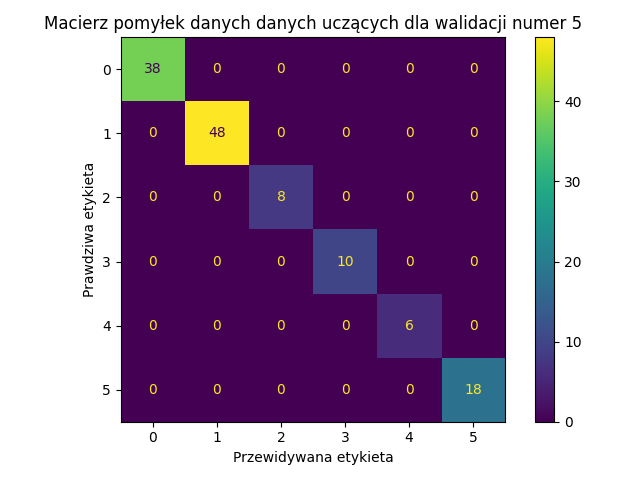 Macierz pomyłek danych danych uczących dla walidacji numer 5
0 38 0 0 0 0 0
1 0 48 0 0 0 0
2 0 0 8 0 0 0
3 0 0 0 10 0 0
4 0 0 0 0 6 0
5 0 0 0 0 0 18
0 1 2 3 4 5
Prawdziwa etykieta
Przewidywana etykieta
40
30
20
10
0